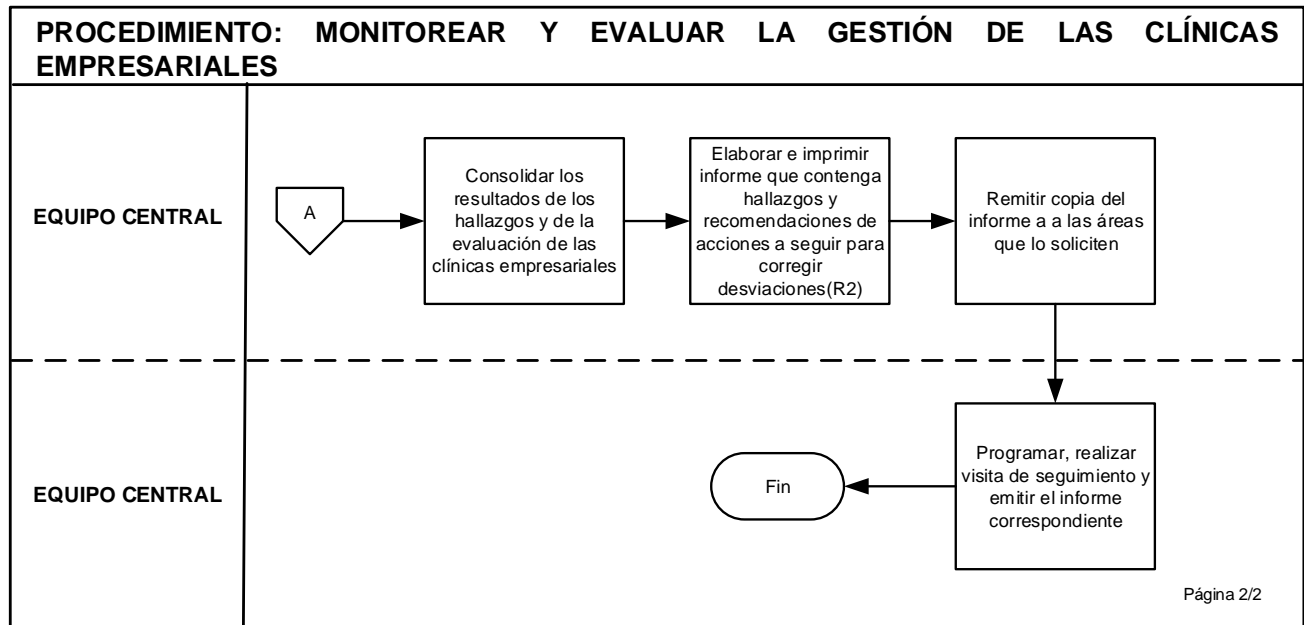 PROCEDIMIENTO: MONITOREAR Y EVALUAR LA GESTIÓN DE LAS CLÍNICAS
EMPRESARIALES
EQUIPO CENTRAL
A
Consolidar los
resultados de los
hallazgos y de la
evaluación de las
clínicas empresariales
Elaborar e imprimir
informe que contenga
hallazgos y
recomendaciones de
acciones a seguir para
corregir
desviaciones(R2)
Remitir copia del
informe a a las áreas
que lo soliciten
EQUIPO CENTRAL
Fin
Programar, realizar
visita de seguimiento y
emitir el informe
correspondiente
Página 2/2